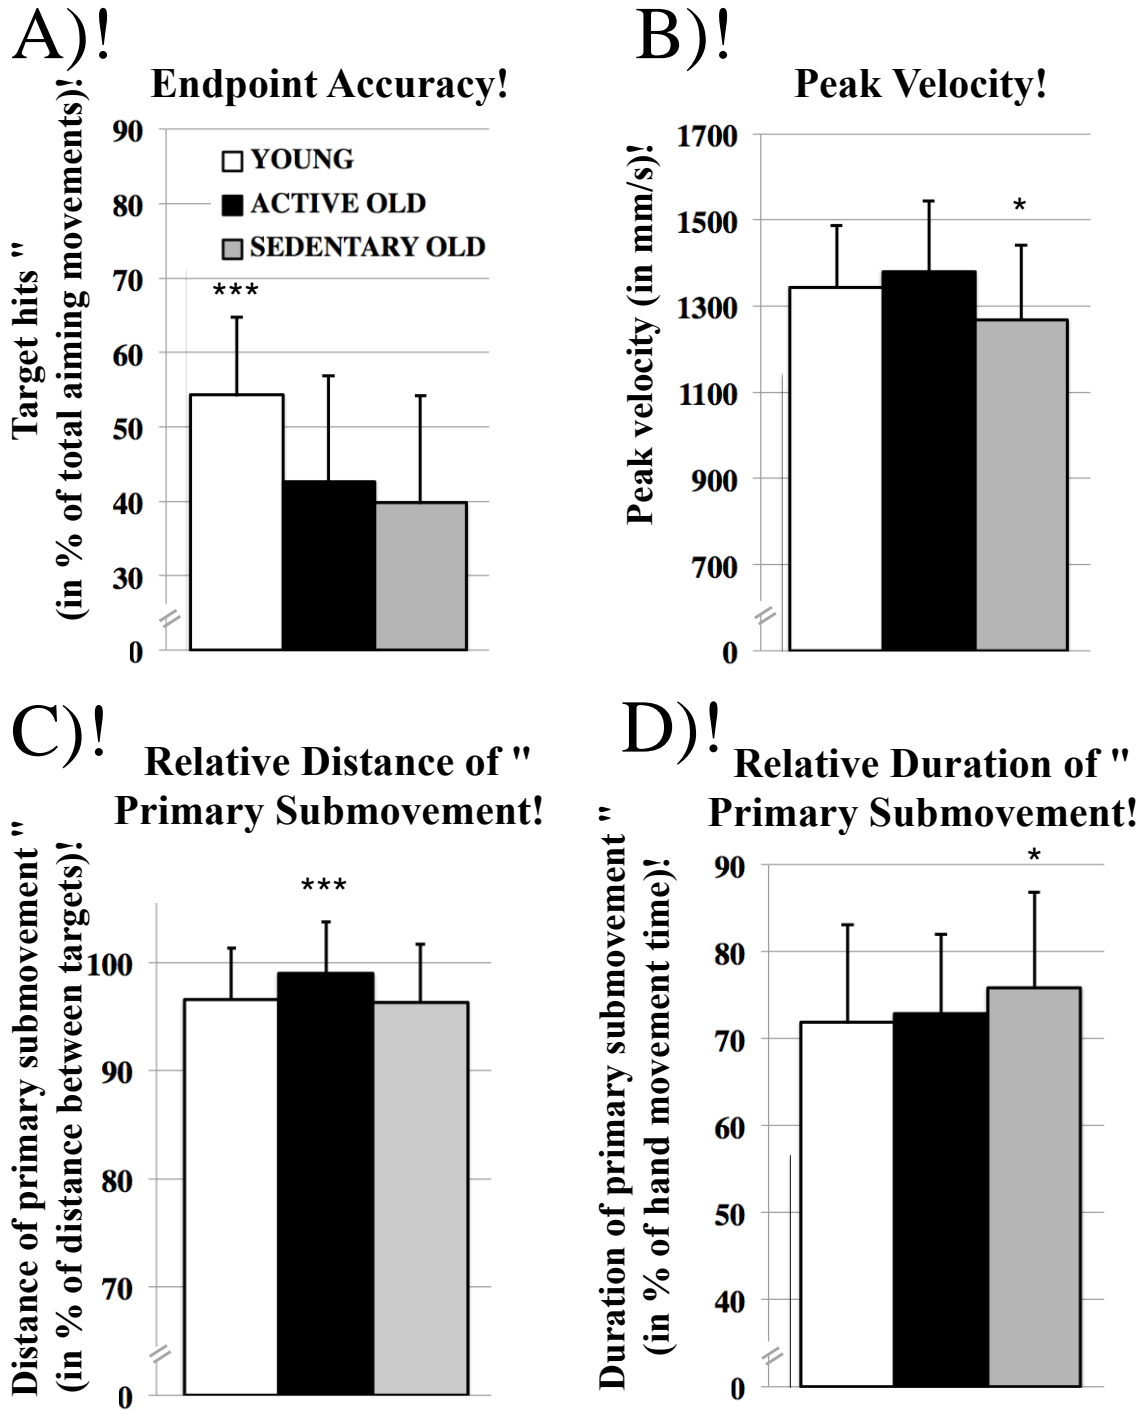 A)!
Endpoint Accuracy!
Target hits "
(in % of total aiming movements)!
90
80
70
60
50
40
30
0
YOUNG
ACTIVE OLD
SEDENTARY OLD
***
B)!
Peak Velocity!
Peak velocity (in mm/s)!
1700
1500
1300
1100
900
700
0
*
C)!
Relative Distance of "
Primary Submovement!
Distance of primary submovement "
(in % of distance between targets)!
100
90
80
70
0
***
D)!
Relative Duration of "
Primary Submovement!
Duration of primary submovement "
(in % of hand movement time)!
90
80
70
60
50
40
0
*